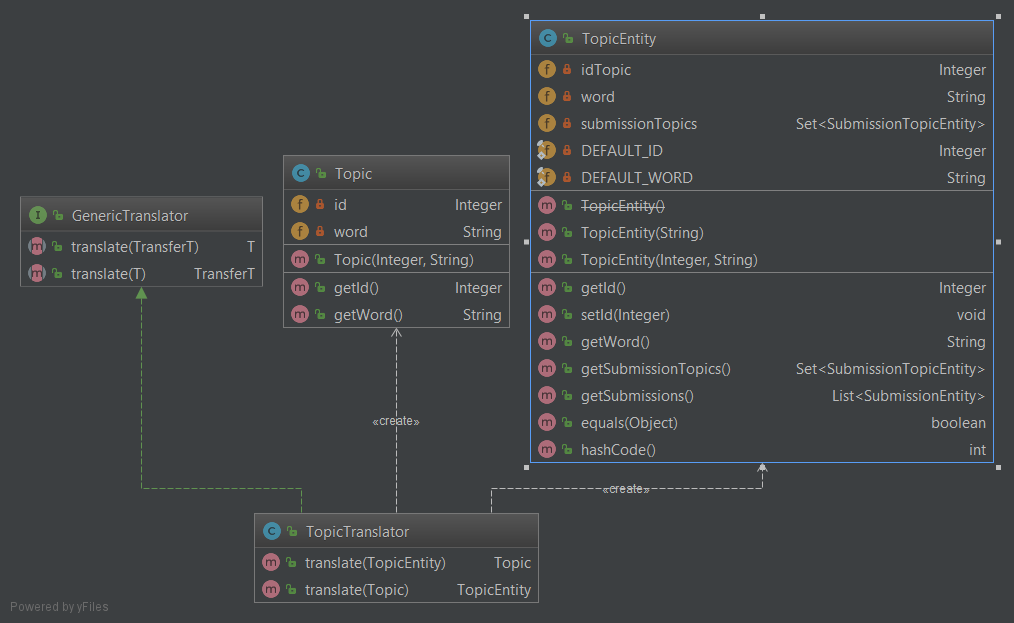 GenericTranslator
translate(TransferT) T
translate(T) TransferT
Topic
id Integer
word String
Topic(Integer, String)
getId() Integer
getWord() String
TopicEntity
idTopic Integer
word String
submissionTopics Set<SubmissionTopicEntity>
DEFAULT_ID Integer
DEFAULT_WORD String
TopicEntity()
TopicEntity(String)
TopicEntity(Integer, String)
getId() Integer
setId(Integer) void
getWord() String
getSubmissionTopics() Set<SubmissionTopicEntity>
getSubmissions() List<SubmissionEntity>
equals(Object) boolean
hashCode() int
«create»
«create»
TopicTranslator
translate(TopicEntity) Topic
translate(Topic) TopicEntity
Powered by yFiles